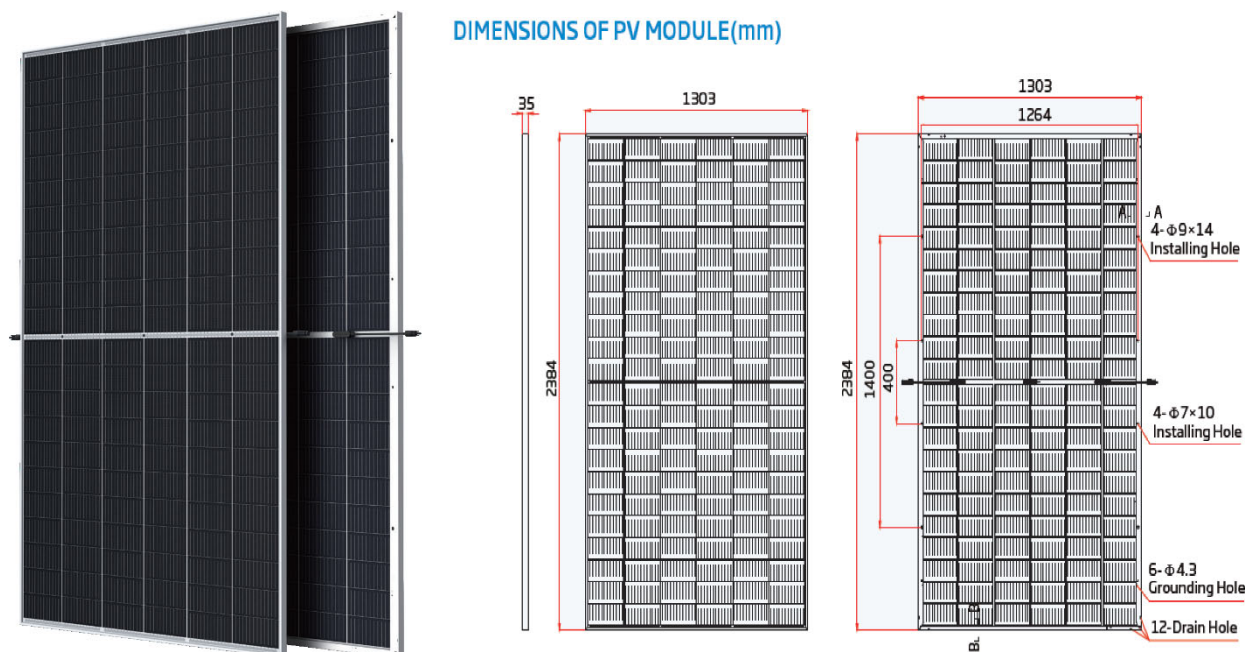 DIMENSIONS OF PV MODULE(mm)
35
1303
2384
1303
1264
2384
1400
400
A
A
4-Φ9×14
Installing Hole
4-Φ7×10
Installing Hole
6-Φ4.3
Grounding Hole
12-Drain Hole
B
B